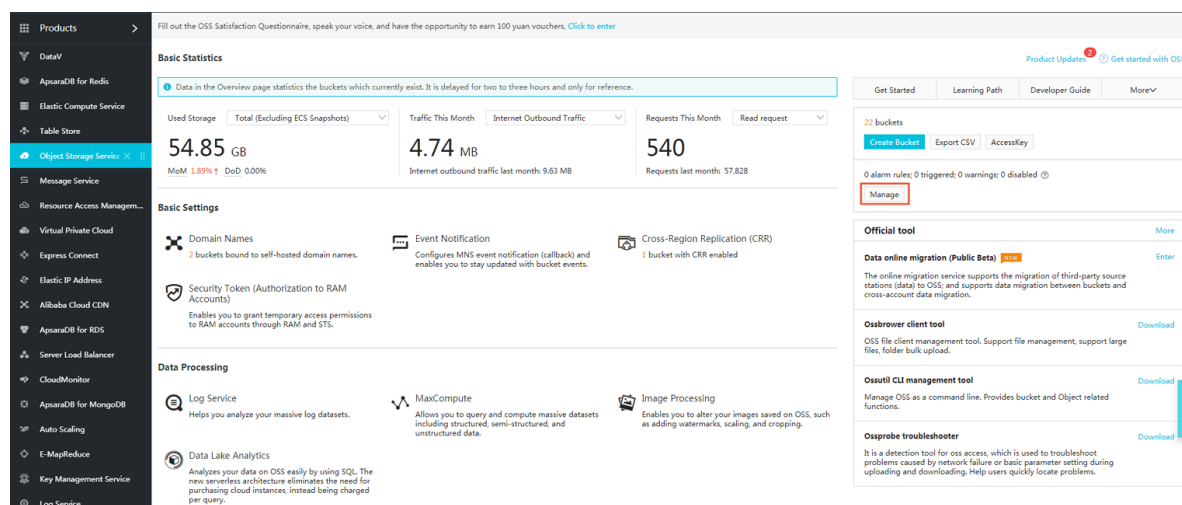 Products
DataV
ApsaraDB for Redis
Elastic Compute Service
Table Store
Object Storage Service
Message Service
Resource Access Managem...
Virtual Private Cloud
Express Connect
Elastic IP Address
Alibaba Cloud CDN
ApsaraDB for RDS
Server Load Balancer
CloudMonitor
ApsaraDB for MongoDB
Auto Scaling
E-MapReduce
Key Management Service
Log Service
Fill out the OSS Satisfaction Questionnaire, speak your voice, and have the opportunity to earn 100 yuan vouchers, Click to enter
Basic Statistics
Product Updates 2 Get started with OSS
Data in the Overview page statistics the buckets which currently exist. It is delayed for two to three hours and only for reference.
Used Storage Total (Excluding ECS Snapshots)
54.85 GB
MoM 1.89% ↑ DoD 0.00%
Traffic This Month Internet Outbound Traffic
4.74 MB
Internet outbound traffic last month: 9.63 MB
Requests This Month Read request
540
Requests last month: 57,828
Basic Settings
Domain Names
2 buckets bound to self-hosted domain names.
Event Notification
Configures MNS event notification (callback) and
enables you to stay updated with bucket events.
Cross-Region Replication (CRR)
1 bucket with CRR enabled
Security Token (Authorization to RAM
Accounts)
Enables you to grant temporary access permissions
to RAM accounts through RAM and STS.
Data Processing
Log Service
Helps you analyze your massive log datasets.
MaxCompute
Allows you to query and compute massive datasets
including structured, semi-structured, and
unstructured data.
Image Processing
Enables you to alter your images saved on OSS, such
as adding watermarks, scaling, and cropping.
Data Lake Analytics
Analyzes your data on OSS easily by using SQL. The
new serverless architecture eliminates the need for
purchasing cloud instances, instead being charged
per query.
Get Started Learning Path Developer Guide More
22 buckets
Create Bucket Export CSV AccessKey
0 alarm rules; 0 triggered; 0 warnings; 0 disabled
Manage
Official tool More
Data online migration (Public Beta) NEW Enter
The online migration service supports the migration of third-party source
stations (data) to OSS; and supports data migration between buckets and
cross-account data migration.
Ossbrower client tool Download
OSS file client management tool. Support file management, support large
files, folder bulk upload.
Ossutil CLI management tool Download
Manage OSS as a command line. Provides bucket and Object related
functions.
Ossprobe troubleshooter Download
It is a detection tool for oss access, which is used to troubleshoot
problems caused by network failure or basic parameter setting during
uploading and downloading. Help users quickly locate problems.